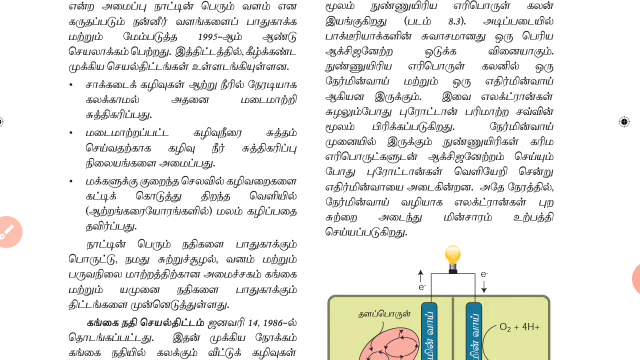 என்ற அமைப்பு நாட்டின் பெரும் வளம் என
கருதப்படும் நன்னீர் வளங்களைப் பாதுகாக்க
மற்றும் மேம்படுத்த 1995-ஆம் ஆண்டு
செயலாக்கம் பெற்றது. இத்திட்டத்தில், கீழ்க்கண்ட
முக்கிய செயல்திட்டங்கள் உள்ளடங்கியுள்ளன.
• சாக்கடைக் கழிவுகள் ஆற்று நீரில் நேரடியாக
கலக்காமல் அதனை மடைமாற்றி
சுத்திகரிப்பது.
• மடைமாற்றப்பட்ட கழிவுநீரை சுத்தம்
செய்வதற்காக கழிவு நீர் சுத்திகரிப்பு
நிலையங்களை அமைப்பது.
• மக்களுக்கு குறைந்த செலவில் கழிவறைகளை
கட்டிக் கொடுத்து திறந்த வெளியில்
(ஆற்றங்கரையோரங்களில்) மலம் கழிப்பதை
தவிர்ப்பது.
நாட்டின் பெரும் நதிகளை பாதுகாக்கும்
பொருட்டு, நமது சுற்றுச்சூழல், வனம் மற்றும்
பருவநிலை மாற்றத்திற்கான அமைச்சகம் கங்கை
மற்றும் யமுனை நதிகளை பாதுகாக்கும்
திட்டங்களை முன்னெடுத்துள்ளது.
கங்கை நதி செயல்திட்டம் ஜனவரி 14, 1986–ல்
தொடங்கப்பட்டது. இதன் முக்கிய நோக்கம்
கங்கை நதியில் கலக்கும் வீட்டுக் கழிவுகள்
மூலம் நுண்ணுயிரிய எரிபொருள் கலன்
இயங்குகிறது (படம் 8.3). அடிப்படையில்
பாக்டீரியாக்களின் சுவாசமானது ஒரு பெரிய
ஆக்சிஜனேற்ற ஒடுக்க வினையாகும்.
நுண்ணுயிரிய எரிபொருள் கலனில் ஒரு
நேர்மின்வாய் மற்றும் ஒரு எதிர்மின்வாய்
ஆகியன இருக்கும். இவை எலக்ட்ரான்கள்
சுழலும்போது புரோட்டான் பரிமாற்ற சவ்வின்
மூலம் பிரிக்கப்படுகிறது. நேர்மின்வாய்
முனையில் இருக்கும் நுண்ணுயிரிகள் கரிம
எரிபொருட்களுடன் ஆக்சிஜனேற்றம் செய்யும்
போது புரோட்டான்கள் வெளியேறி சென்று
எதிர்மின்வாயை அடைகின்றன. அதே நேரத்தில்,
நேர்மின்வாய் வழியாக எலக்ட்ரான்கள் புற
சுற்றை அடைந்து மின்சாரம் உற்பத்தி
செய்யப்படுகிறது.
e-
e-
தளப்பொருள்
மின் வாய்
மின் வாய்
O₂ + 4H+